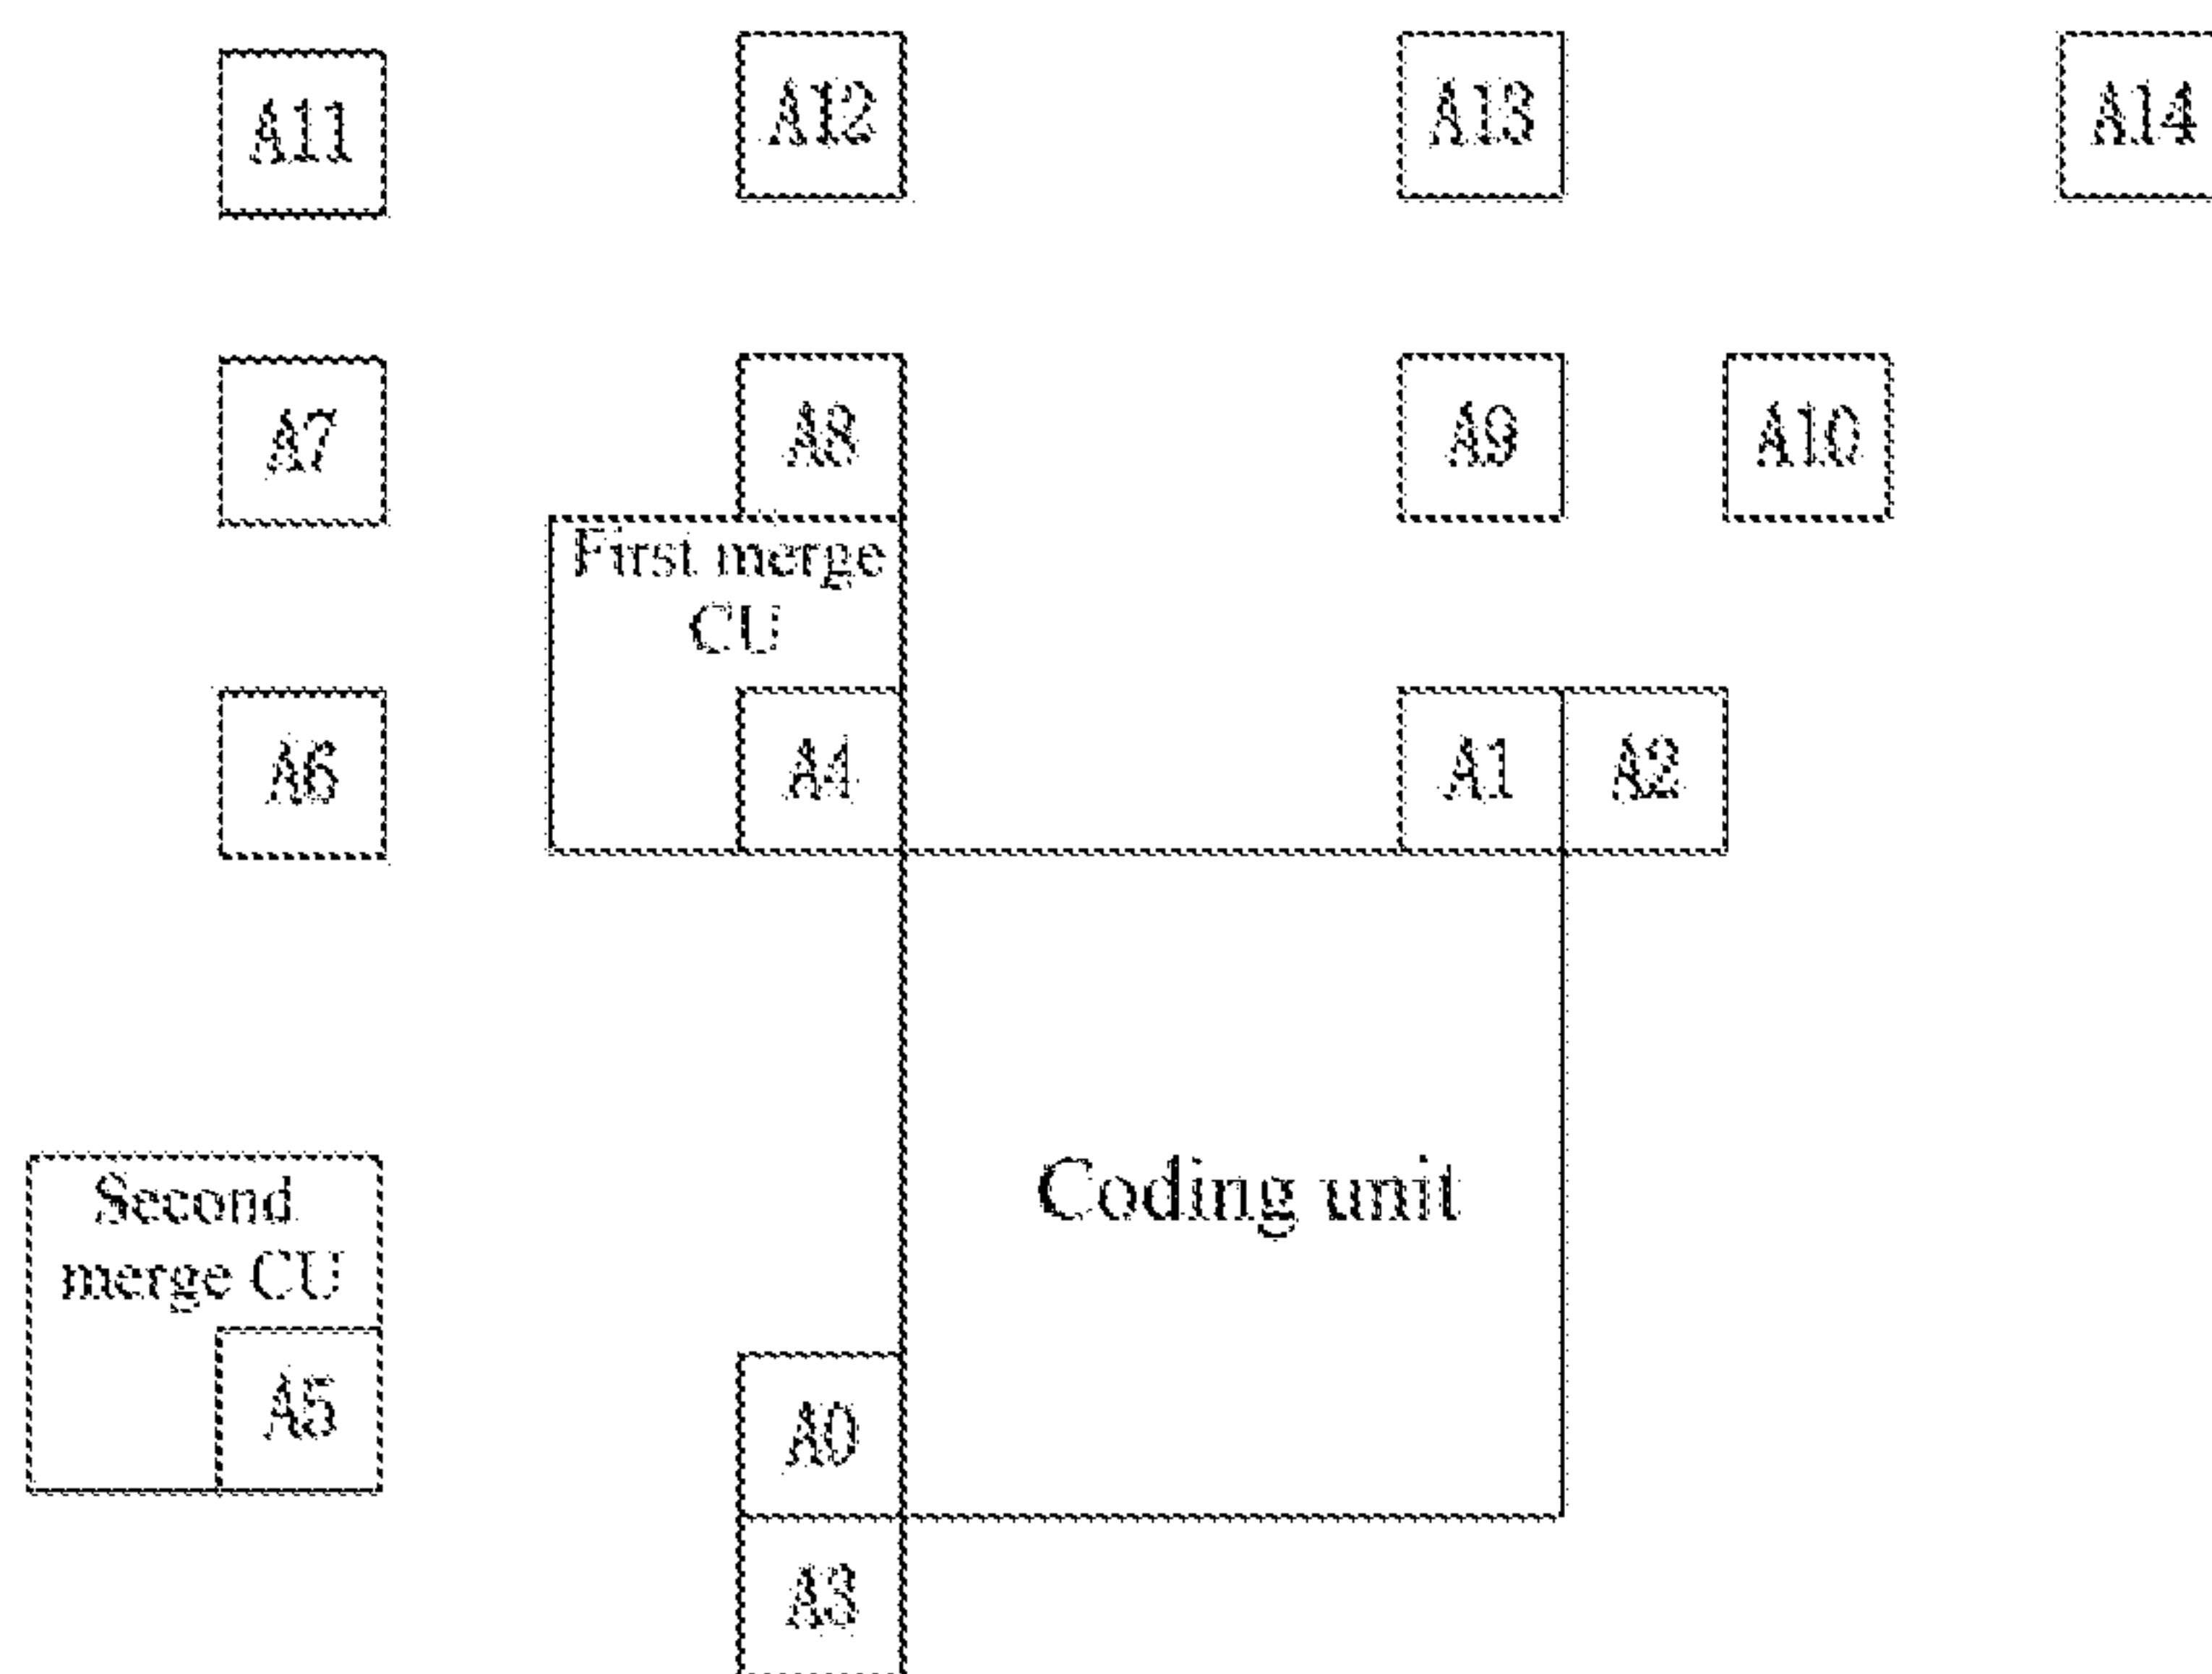 A11
A12
A13
A14
A7
A8
A9
A10
First merge
CU
A6
A4
A1
A2
Coding unit
Second
merge CU
A5
A0
A3